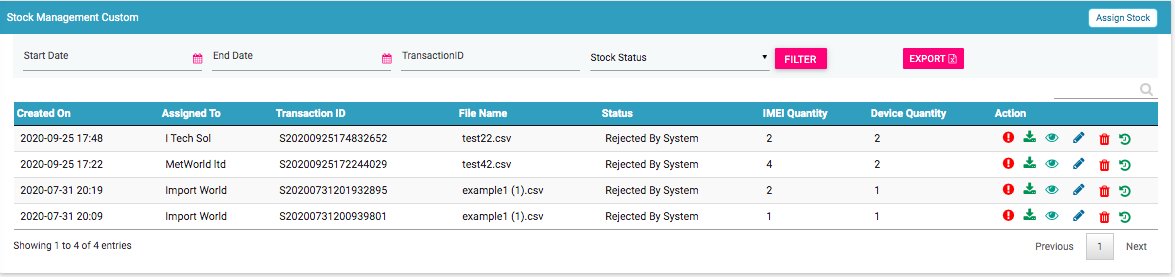 Stock Management Custom Assign Stock
Start Date End Date TransactionID Stock Status FILTER EXPORT
Created On Assigned To Transaction ID File Name Status IMEI Quantity Device Quantity Action
2020-09-25 17:48 I Tech Sol S20200925174832652 test22.csv Rejected By System 2 2
2020-09-25 17:22 MetWorld ltd S20200925172244029 test42.csv Rejected By System 4 2
2020-07-31 20:19 Import World S20200731201932895 example1 (1).csv Rejected By System 2 1
2020-07-31 20:09 Import World S20200731200939801 example1 (1).csv Rejected By System 1 1
Showing 1 to 4 of 4 entries Previous 1 Next